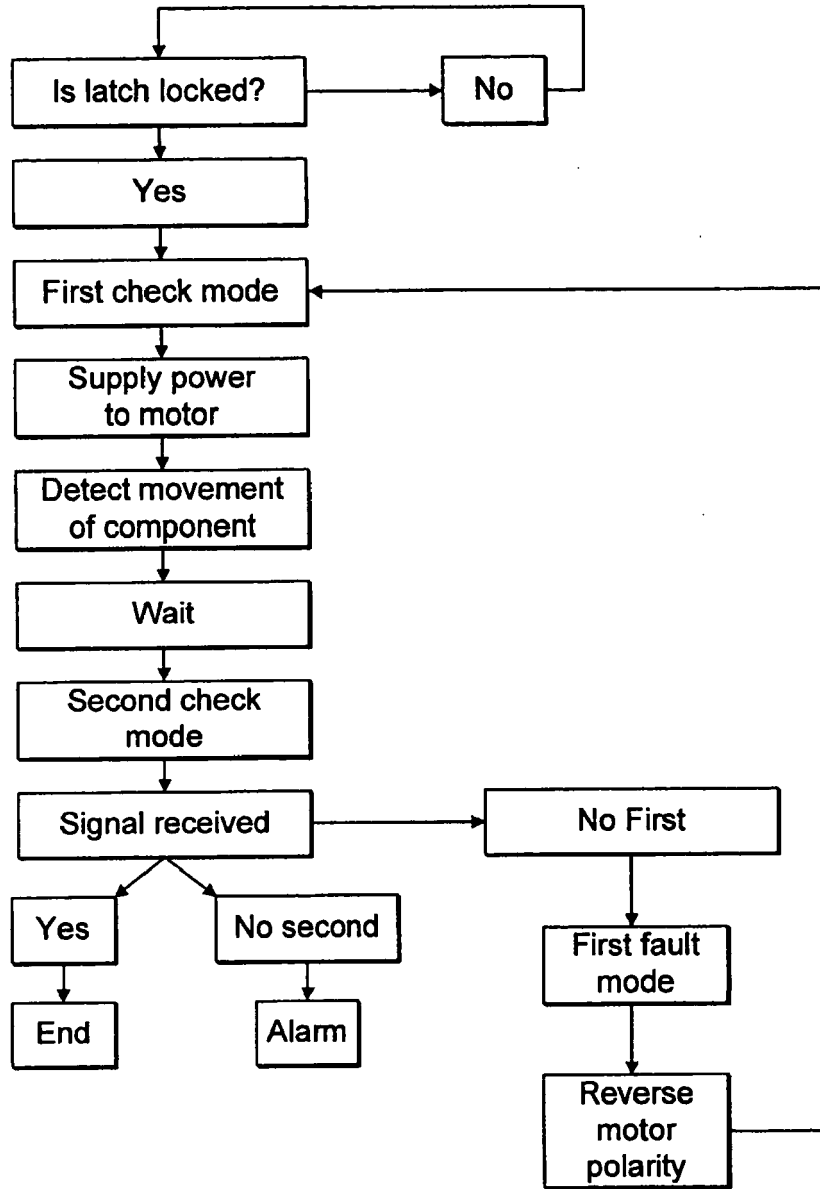 Is latch locked?
No
Yes
First check mode
Supply power
to motor
Detect movement
of component
Wait
Second check
mode
Signal received
No First
Yes
No second
First fault
mode
End
Alarm
Reverse
motor
polarity